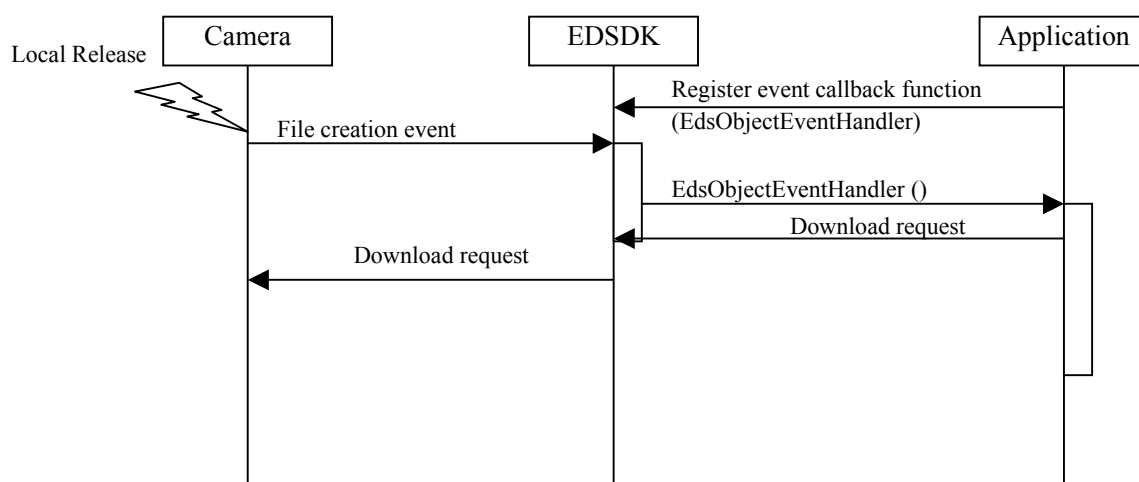 Camera
EDSDK
Application
Local Release
Register event callback function
(EdsObjectEventHandler)
File creation event
EdsObjectEventHandler ()
Download request
Download request